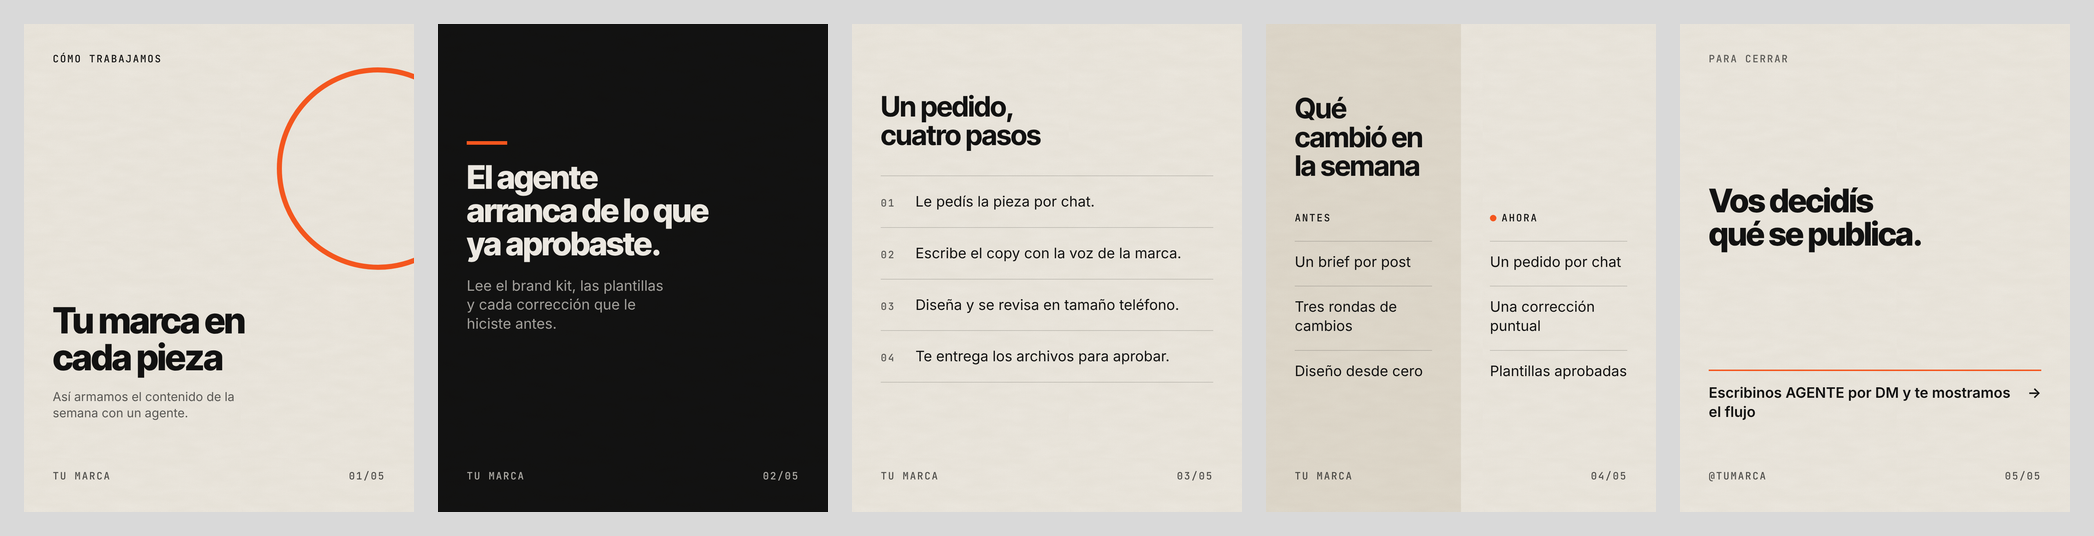 CÓMO TRABAJAMOS
Tu marca en
cada pieza
Así armamos el contenido de la
semana con un agente.
TU MARCA
01/05
El agente
arranca de lo que
ya aprobaste.
Lee el brand kit, las plantillas
y cada corrección que le
hiciste antes.
TU MARCA
02/05
Un pedido,
cuatro pasos
01 Le pedís la pieza por chat.
02 Escribe el copy con la voz de la marca.
03 Diseña y se revisa en tamaño teléfono.
04 Te entrega los archivos para aprobar.
TU MARCA
03/05
Qué
cambió en
la semana
ANTES
Un brief por post
Tres rondas de
cambios
Diseño desde cero
AHORA
Un pedido por chat
Una corrección
puntual
Plantillas aprobadas
TU MARCA
04/05
PARA CERRAR
Vos decidís
qué se publica.
Escribinos AGENTE por DM y te mostramos →
el flujo
@TUMARCA
05/05